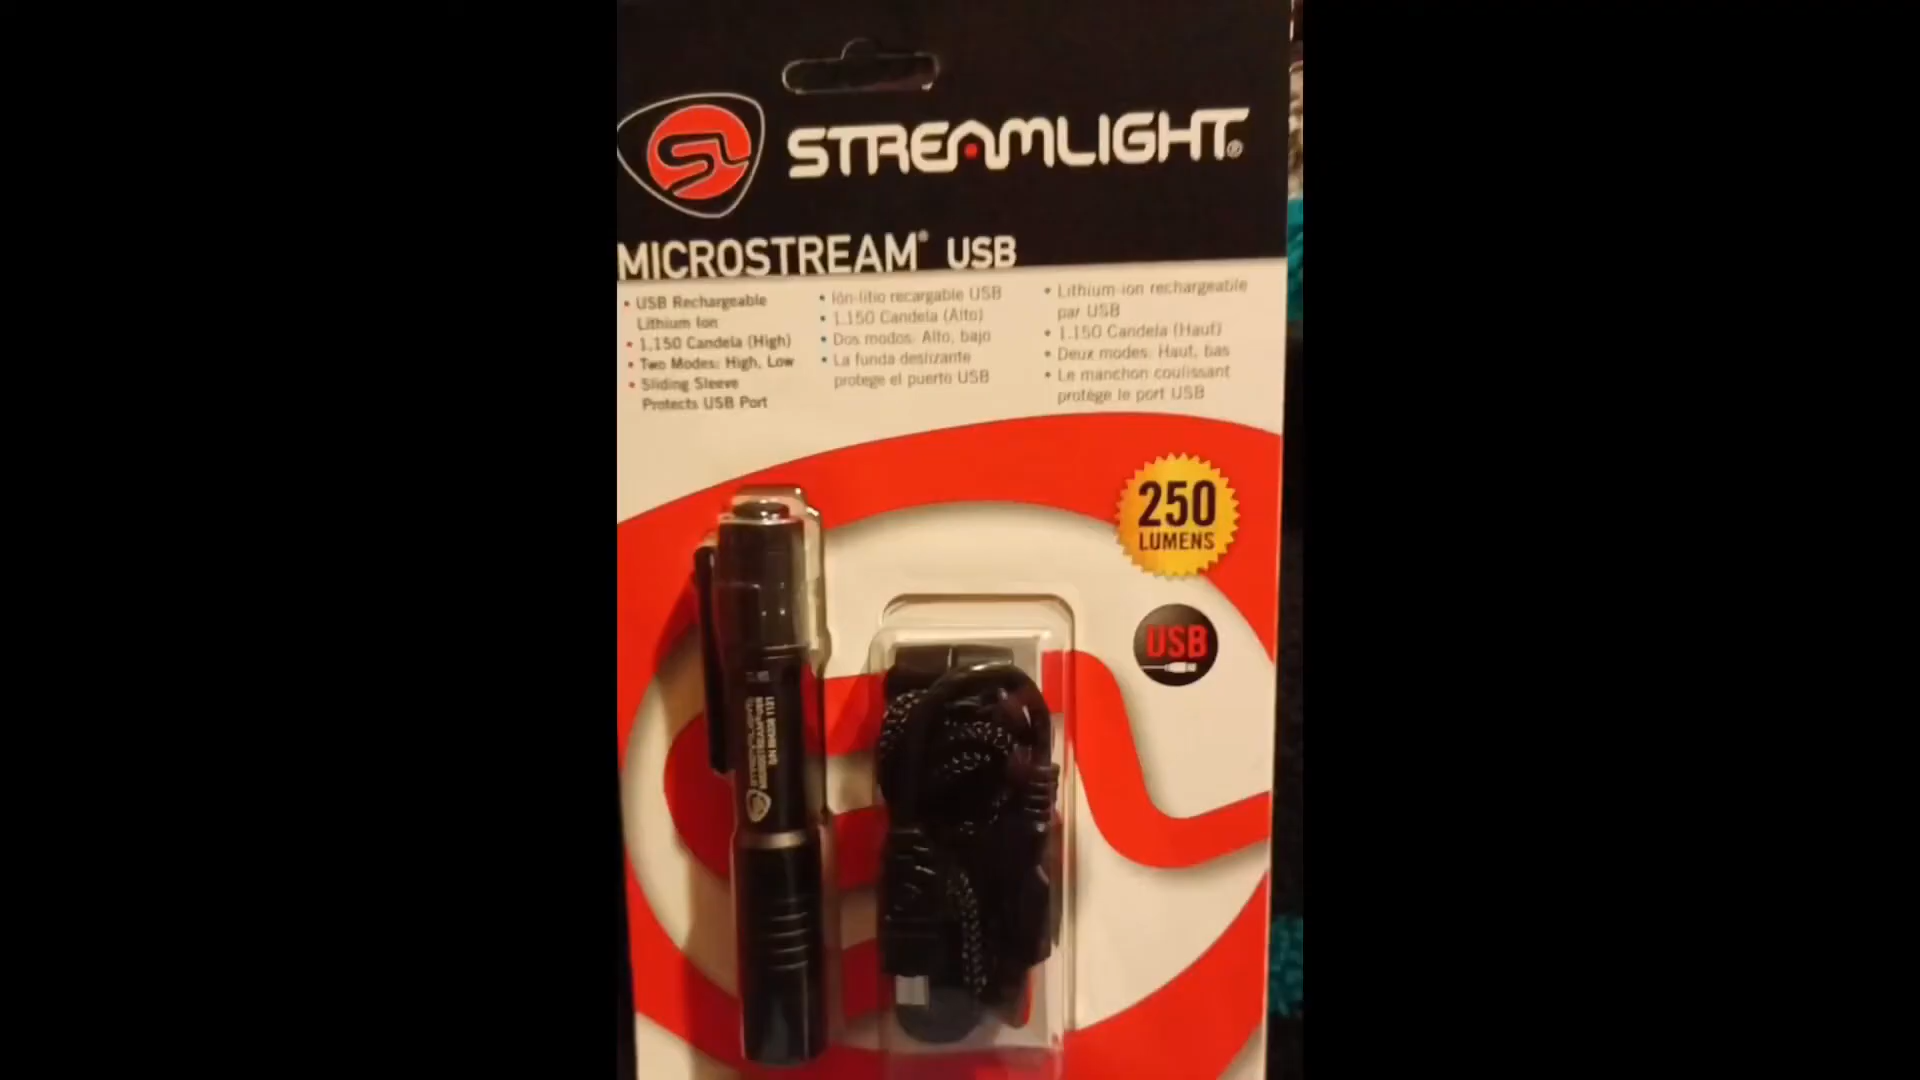 STREAMLIGHT®
MICROSTREAM® USB
• USB Rechargeable
Lithium Ion
• 1,150 Candela (High)
• Two Modes: High, Low
• Sliding Sleeve
Protects USB Port
• Ión-litio recargable USB
• 1.150 Candela (Alto)
• Dos modos: Alto, bajo
• La funda deslizante
protege el puerto USB
• Lithium-ion rechargeable
par USB
• 1.150 Candela (Haut)
• Deux modes: Haut, bas
• Le manchon coulissant
protège le port USB
250
LUMENS
USB
STREAMLIGHT
MICROSTREAM® USB